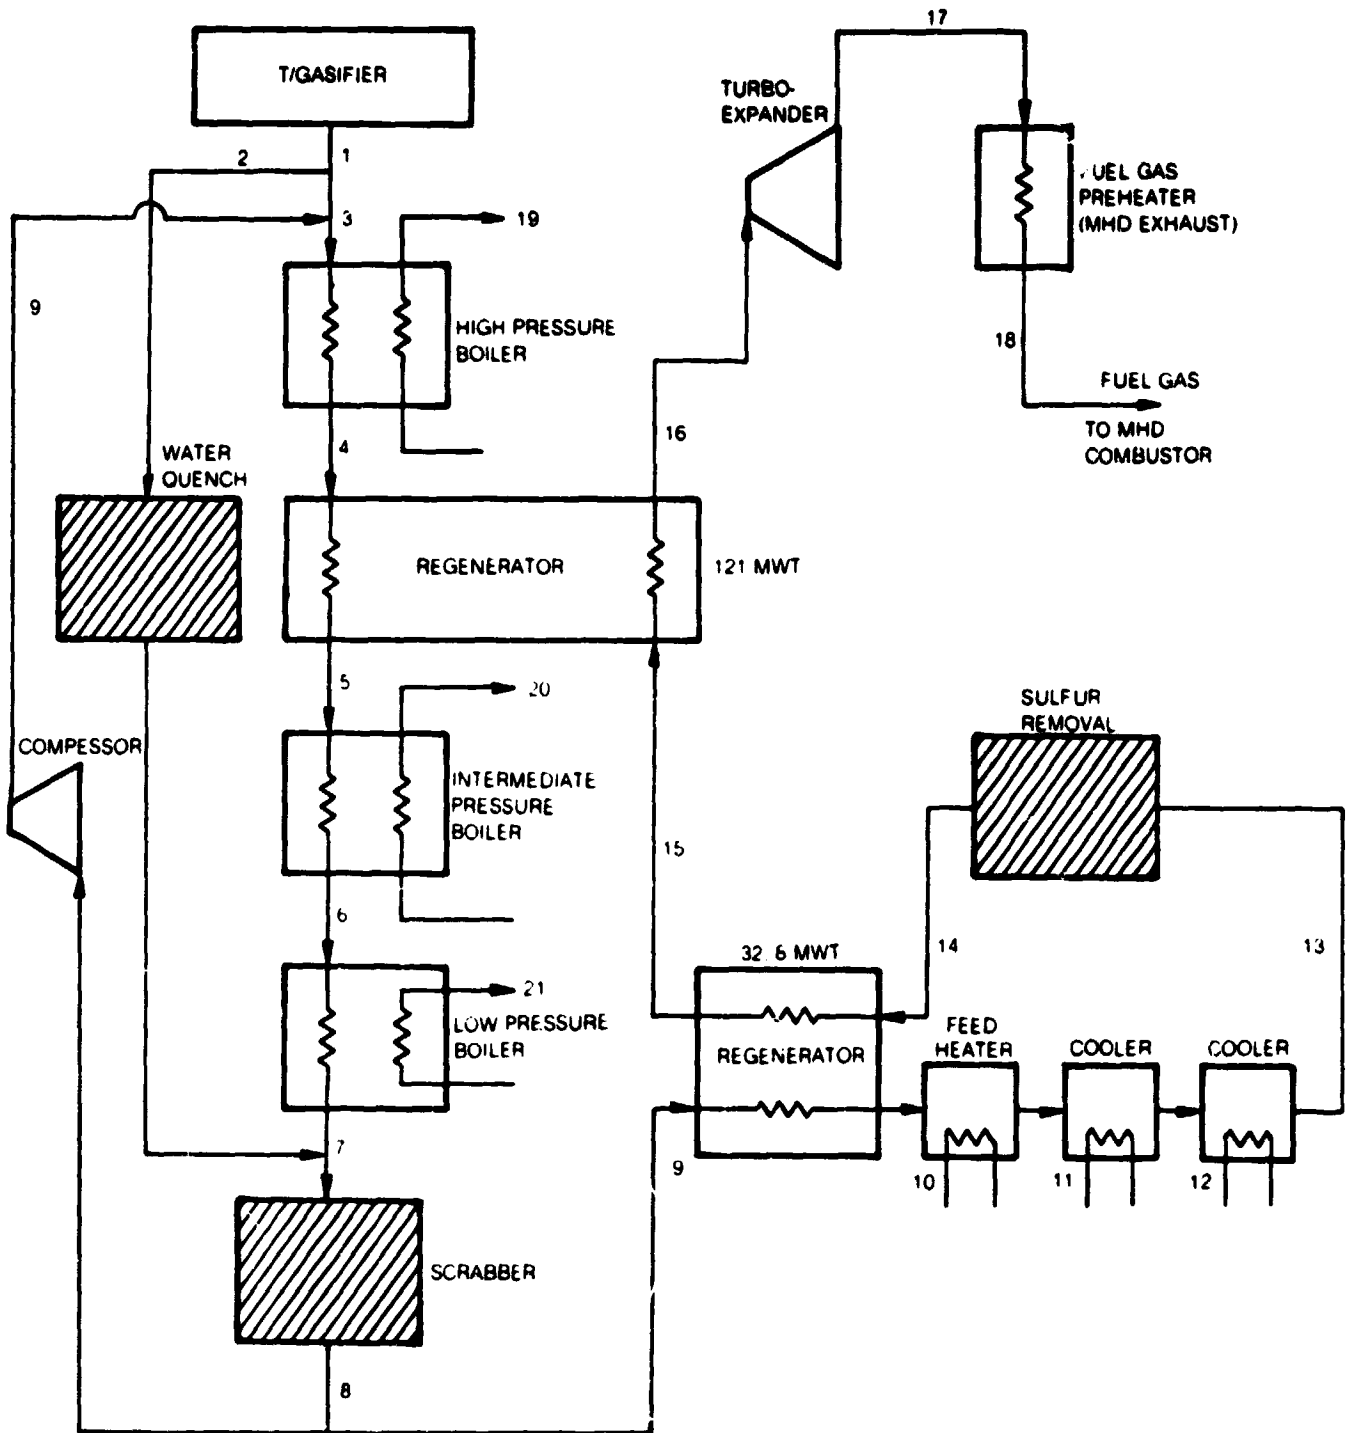 T/GASIFIER
1
2
3
19
9
HIGH PRESSURE
BOILER
4
WATER
QUENCH
REGENERATOR
121 MWT
5
20
COMPESSOR
INTERMEDIATE
PRESSURE
BOILER
6
21
LOW PRESSURE
BOILER
7
SCRABBER
8
17
TURBO-
EXPANDER
UEL GAS
PREHEATER
(MHD EXHAUST)
18
FUEL GAS
TO MHD
COMBUSTOR
16
15
SULFUR
REMOVAL
14
13
32.6 MWT
REGENERATOR
9
FEED
HEATER
COOLER
COOLER
10
11
12